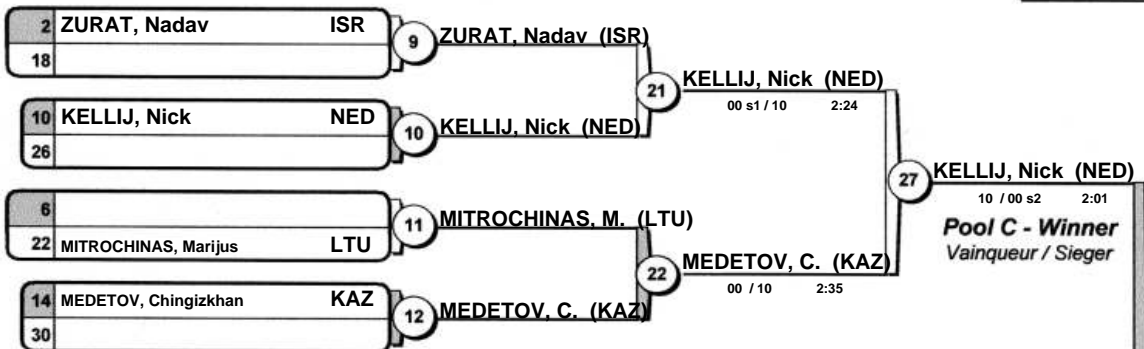 2 ZURAT, Nadav ISR
18
9 ZURAT, Nadav (ISR)
21 KELLIJ, Nick (NED)
00 s1 / 10 2:24
10 KELLIJ, Nick NED
26
10 KELLIJ, Nick (NED)
27 KELLIJ, Nick (NED)
10 / 00 s2 2:01
Pool C - Winner
Vainqueur / Sieger
6
22 MITROCHINAS, Marijus LTU
11 MITROCHINAS, M. (LTU)
22 MEDETOV, C. (KAZ)
00 / 10 2:35
14 MEDETOV, Chingizkhan KAZ
30
12 MEDETOV, C. (KAZ)